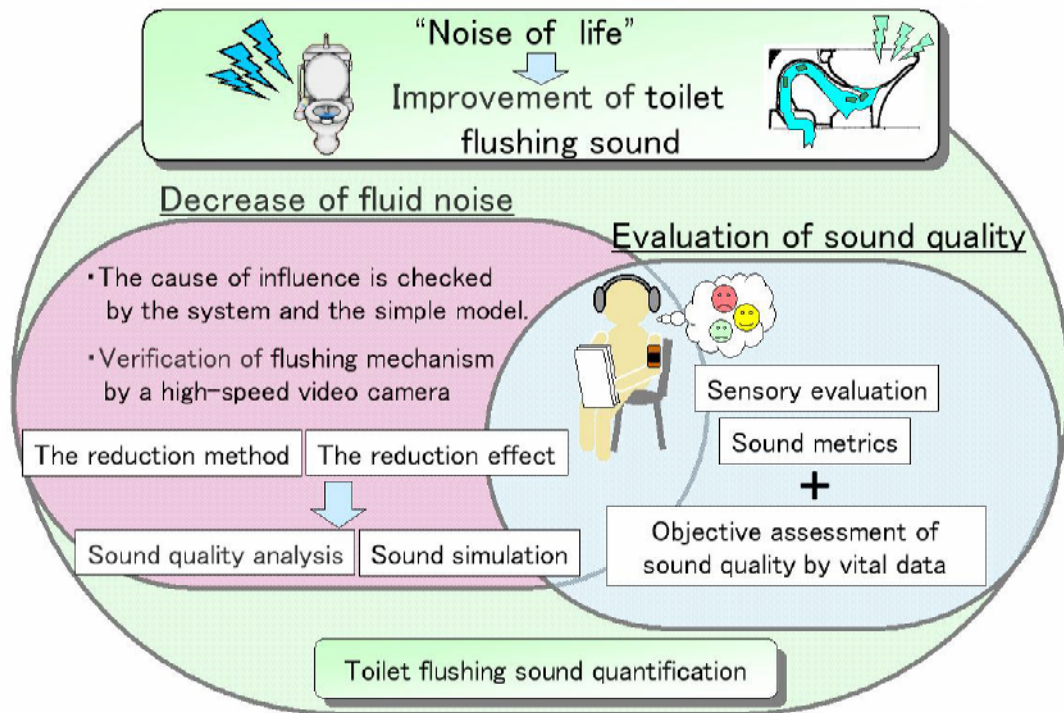 “Noise of life”
Improvement of toilet
flushing sound
Decrease of fluid noise
・The cause of influence is checked
by the system and the simple model.
・Verification of flushing mechanism
by a high-speed video camera
The reduction method
The reduction effect
Sound quality analysis
Sound simulation
Evaluation of sound quality
Sensory evaluation
Sound metrics
+
Objective assessment of
sound quality by vital data
Toilet flushing sound quantification